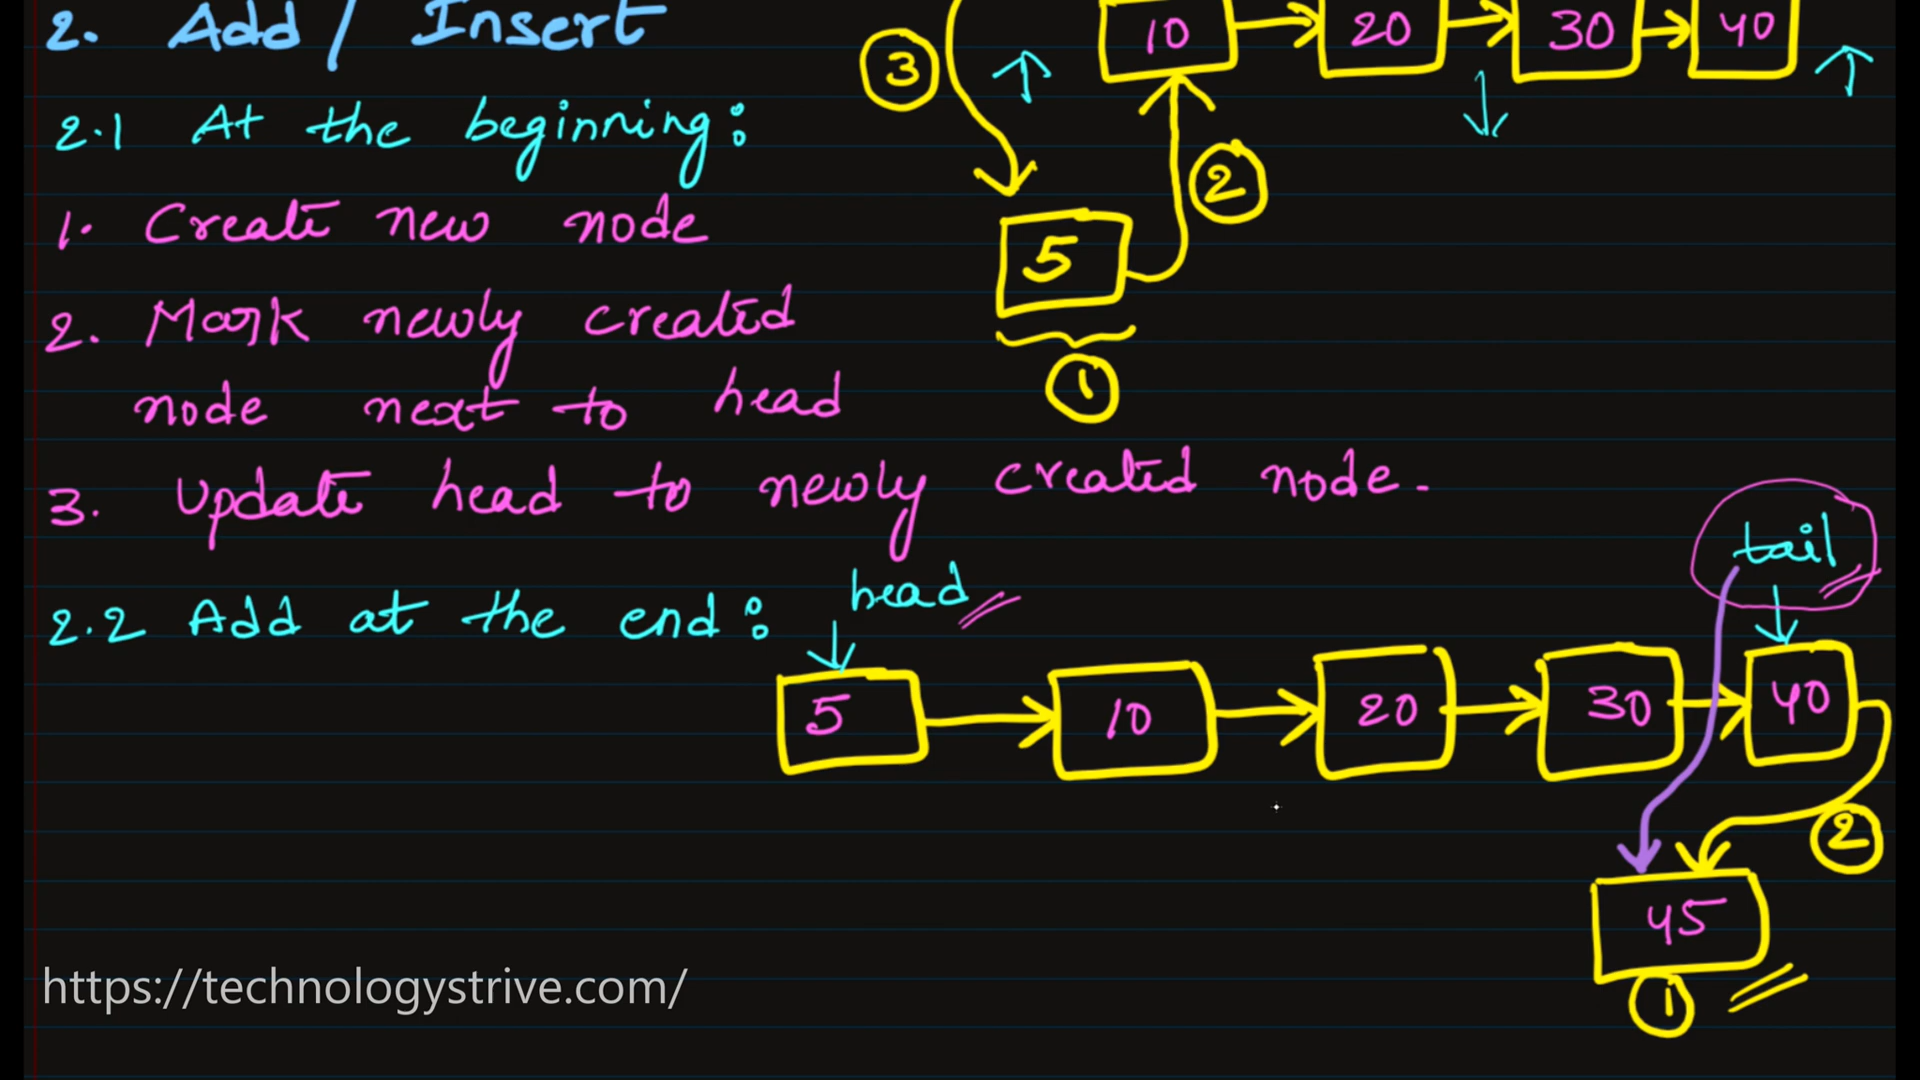 2. Add / Insert
10 20 30 40
3
2.1 At the beginning:
2
1. Create new node
5
2. Mark newly created
node next to head
1
3. Update head to newly created node.
tail
2.2 Add at the end: head
5 10 20 30 40
2
45
https://technologystrive.com/
1